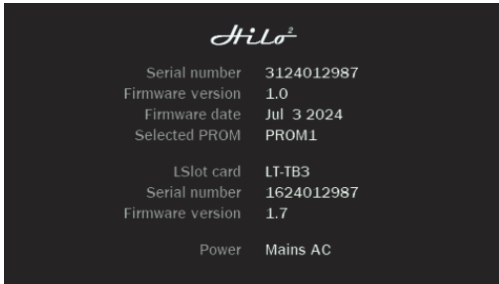 Hilo²
Serial number 3124012987
Firmware version 1.0
Firmware date Jul 3 2024
Selected PROM PROM1
LSlot card LT-TB3
Serial number 1624012987
Firmware version 1.7
Power Mains AC